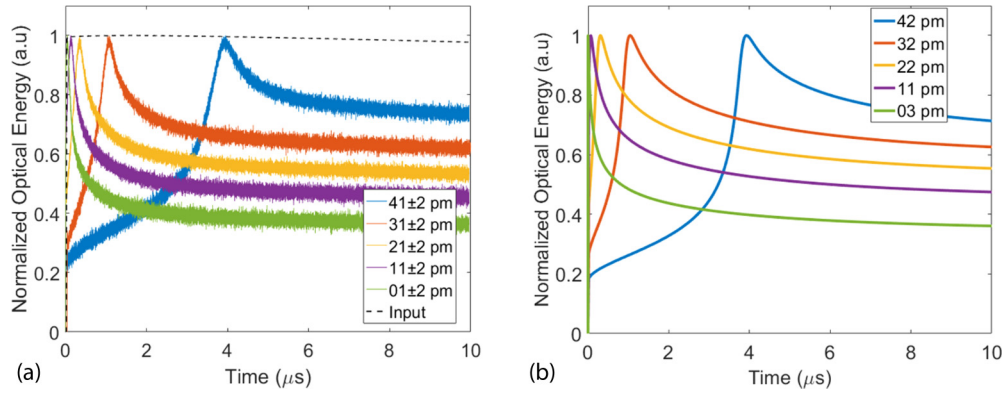 Normalized Optical Energy (a.u)
1
0.8
0.6
0.4
0.2
0
0 2 4 6 8 10
Time (μs)
41±2 pm
31±2 pm
21±2 pm
11±2 pm
01±2 pm
Input
(a)
Normalized Optical Energy (a.u)
1
0.8
0.6
0.4
0.2
0
0 2 4 6 8 10
Time (μs)
42 pm
32 pm
22 pm
11 pm
03 pm
(b)